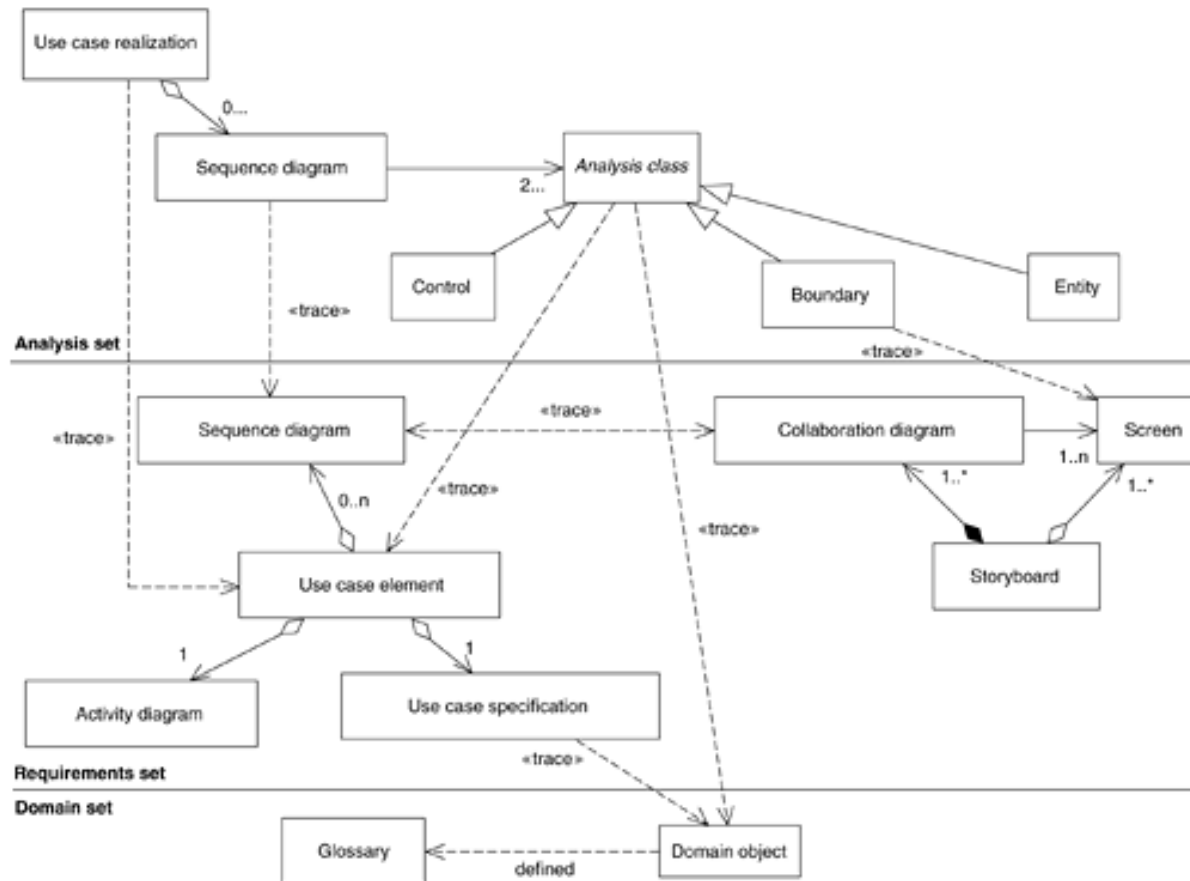 Use case realization
0...
Sequence diagram
Analysis class
2...
Control
Boundary
Entity
«trace»
Analysis set
«trace»
Sequence diagram
«trace»
Collaboration diagram
Screen
«trace»
1..n
1..*
1..*
0..n
«trace»
«trace»
Use case element
Storyboard
1
1
Activity diagram
Use case specification
«trace»
Requirements set
Domain set
Glossary
defined
Domain object